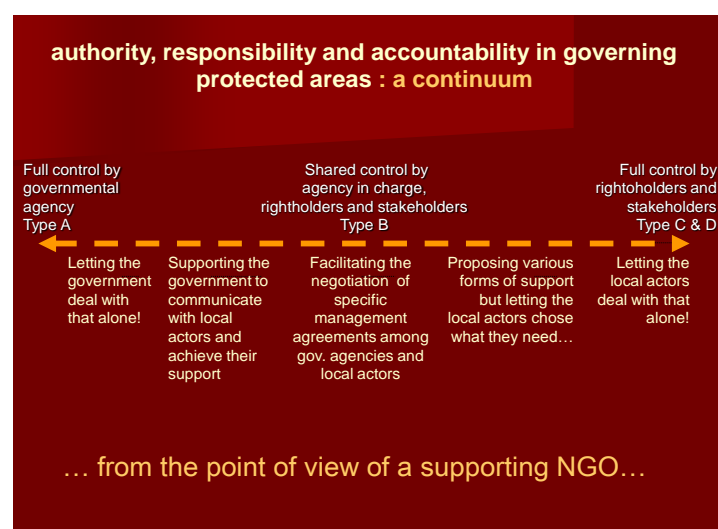 authority, responsibility and accountability in governing
protected areas : a continuum
Full control by
governmental
agency
Type A
Shared control by
agency in charge,
rightholders and stakeholders
Type B
Full control by
rightoholders and
stakeholders
Type C & D
Letting the
government
deal with
that alone!
Supporting the
government to
communicate
with local
actors and
achieve their
support
Facilitating the
negotiation of
specific
management
agreements among
gov. agencies and
local actors
Proposing various
forms of support
but letting the
local actors chose
what they need…
Letting the
local actors
deal with that
alone!
… from the point of view of a supporting NGO…